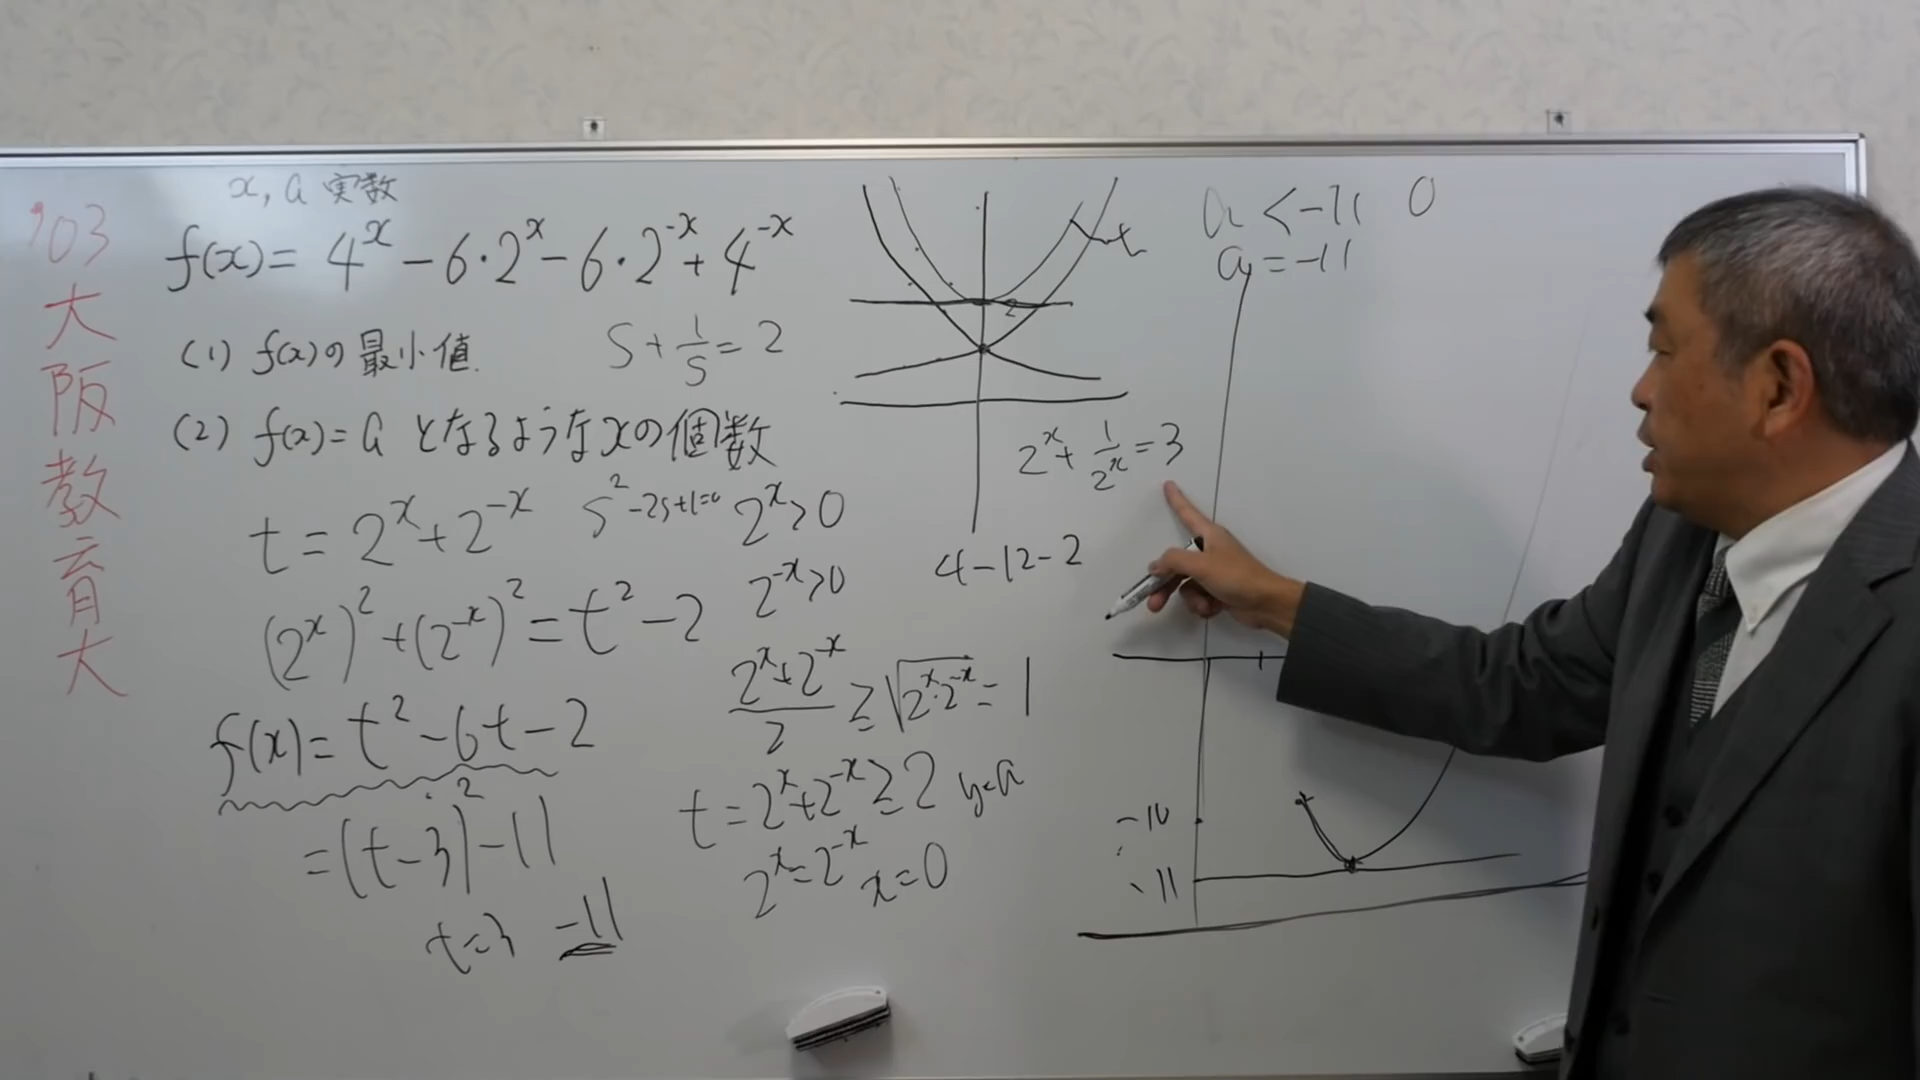 '03 大阪教育大
x, a 実数
f(x) = 4^x - 6・2^x - 6・2^-x + 4^-x
(1) f(x)の最小値.
S + 1/S = 2
(2) f(x) = a となるようなxの個数
t = 2^x + 2^-x
S^2 - 2S + 1 = 0
2^x > 0
2^-x > 0
(2^x)^2 + (2^-x)^2 = t^2 - 2
f(x) = t^2 - 6t - 2
= (t - 3)^2 - 11
t = 3 -11
(2^x + 2^-x)/2 ≧ √(2^x・2^-x) = 1
t = 2^x + 2^-x ≧ 2
y = a
2^x = 2^-x
x = 0
t
2
2^x + 1/2^x = 3
4 - 12 - 2
a < -11 0
a = -11
y
-10
-11